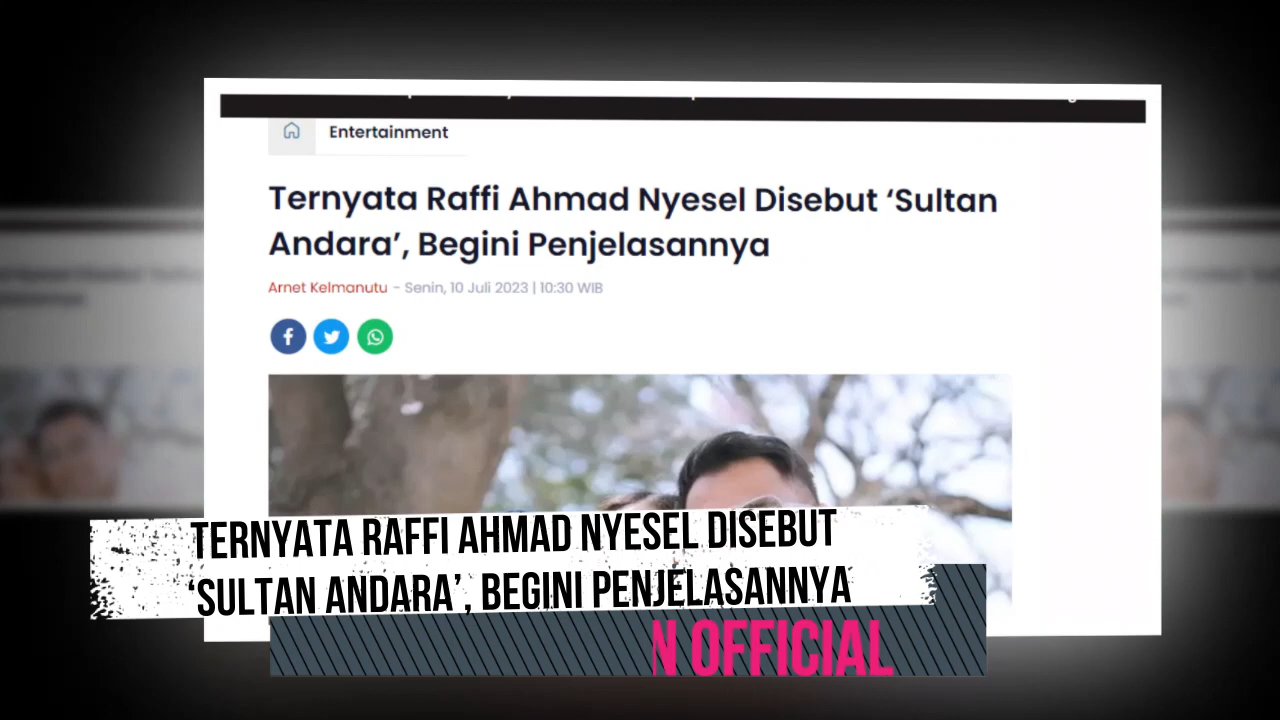 Entertainment
Ternyata Raffi Ahmad Nyesel Disebut ‘Sultan
Andara’, Begini Penjelasannya
Arnet Kelmanutu - Senin, 10 Juli 2023 | 10:30 WIB
TERNYATA RAFFI AHMAD NYESEL DISEBUT
‘SULTAN ANDARA’, BEGINI PENJELASANNYA
N OFFICIAL